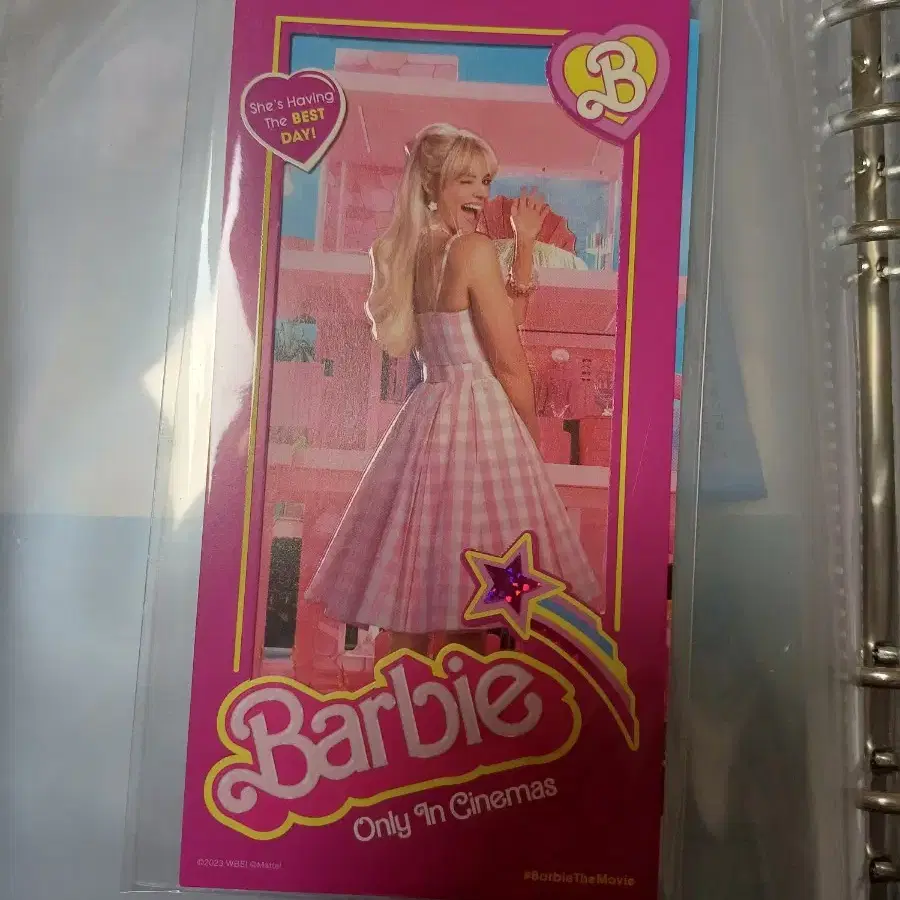 She's Having
The BEST
DAY!
B
Barbie
Only In Cinemas
©2023 WBEI ©Mattel
#BarbieTheMovie